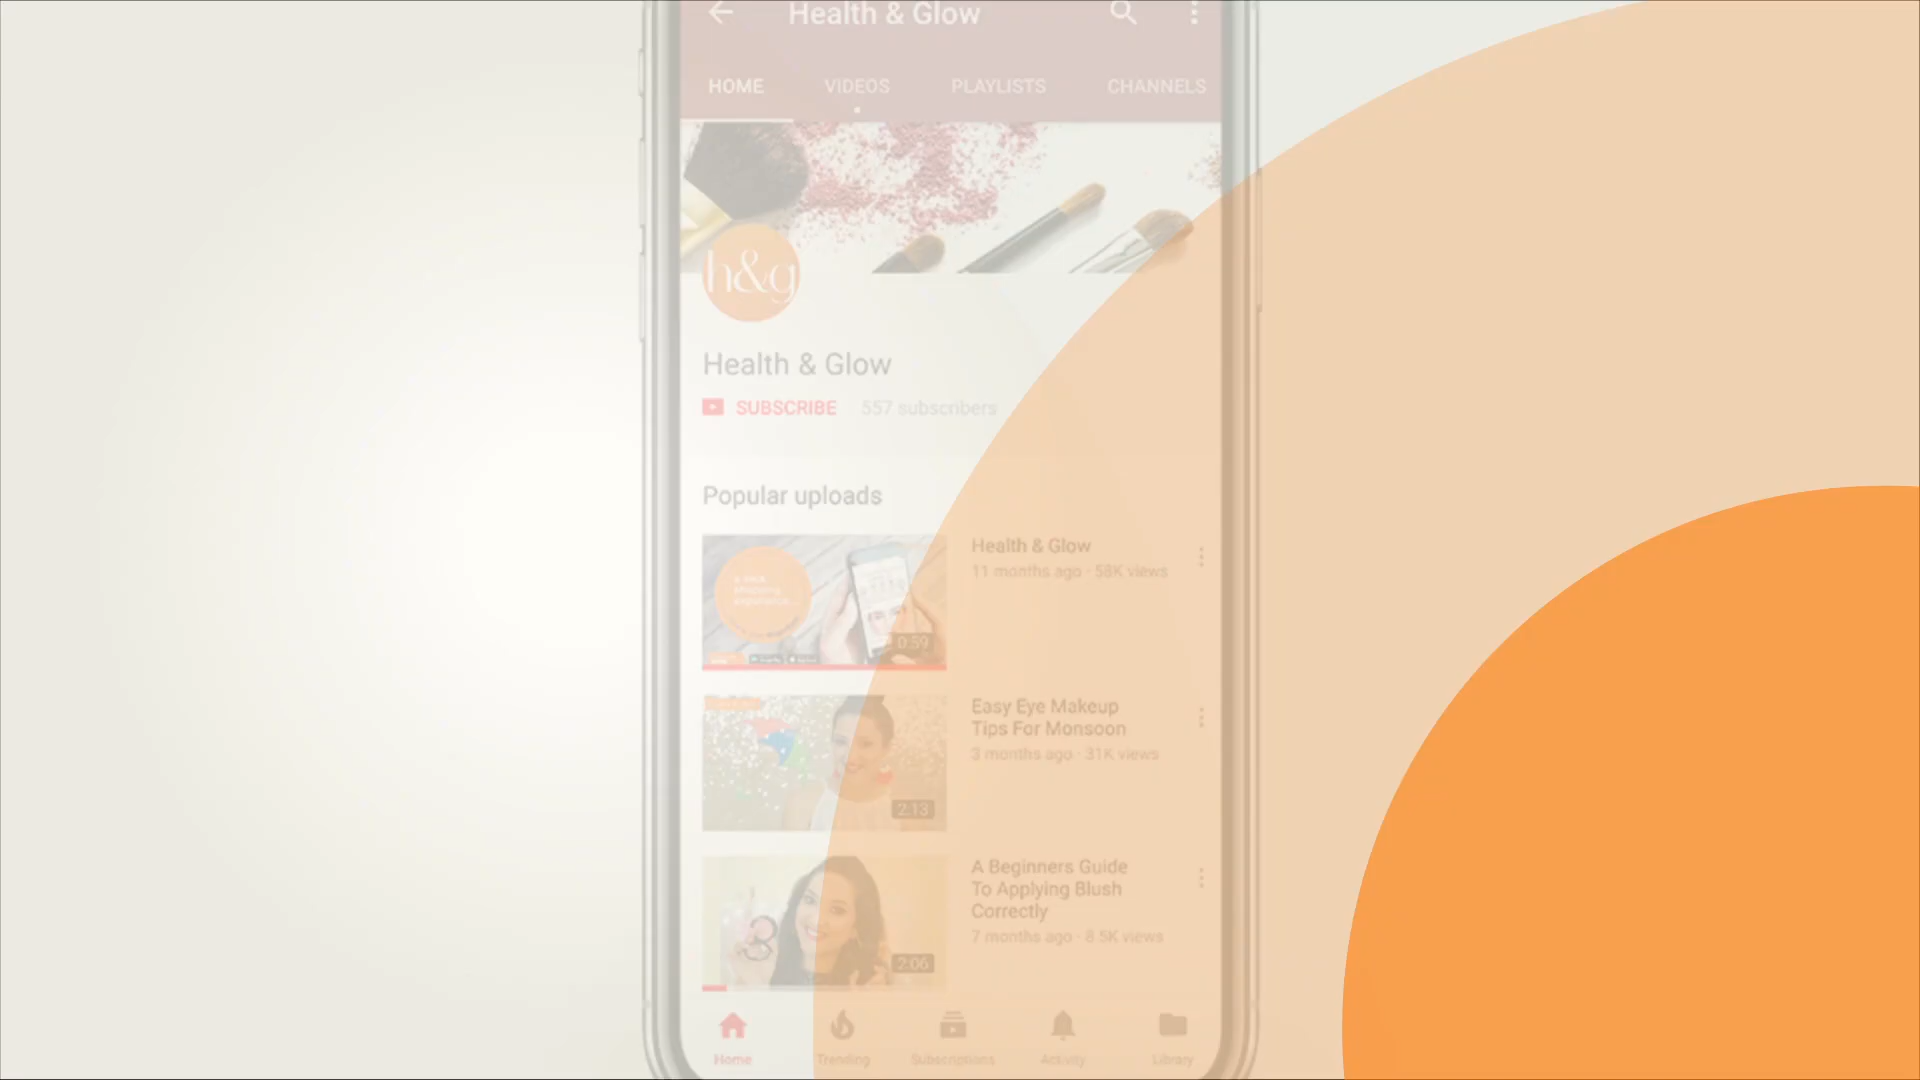 Health & Glow
HOME VIDEOS PLAYLISTS CHANNELS
h&g
Health & Glow
SUBSCRIBE 557 subscribers
Popular uploads
Health & Glow
11 months ago · 58K views
0:59
Easy Eye Makeup
Tips For Monsoon
3 months ago · 31K views
2:13
A Beginners Guide
To Applying Blush
Correctly
7 months ago · 8.5K views
3
2:06
Home Trending Subscriptions Activity Library